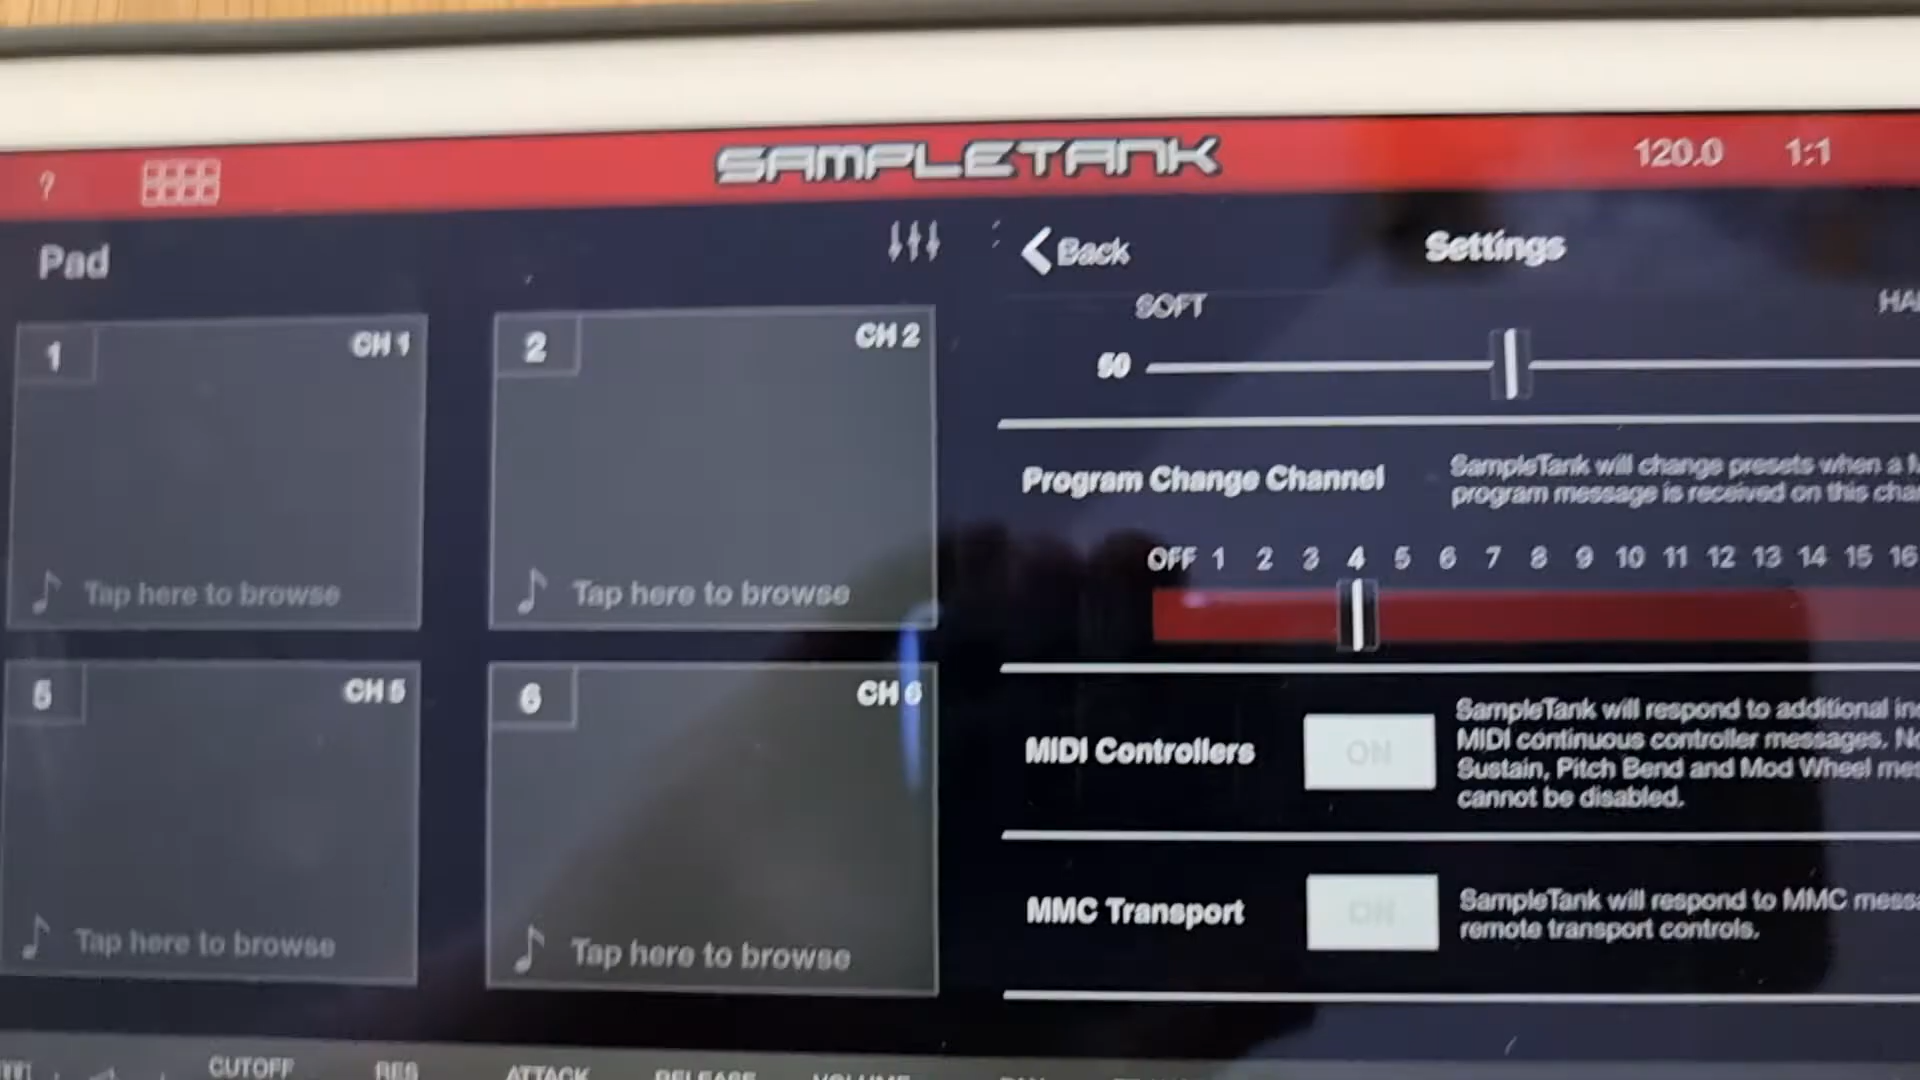 ?
SAMPLETANK
120.0
1:1
Pad
Back
Settings
SOFT
50
1
CH 1
2
CH 2
Tap here to browse
Tap here to browse
5
CH 5
6
CH 6
Tap here to browse
Tap here to browse
Program Change Channel
SampleTank will change presets when a
program message is received on this
OFF 1 2 3 4 5 6 7 8 9 10 11 12 13 14 15 16
MIDI Controllers
ON
SampleTank will respond to additional
MIDI continuous controller messages.
Sustain, Pitch Bend and Mod Wheel
cannot be disabled.
MMC Transport
ON
SampleTank will respond to MMC
remote transport controls.
CUTOFF
RES
ATTACK
RELEASE
VOLUME